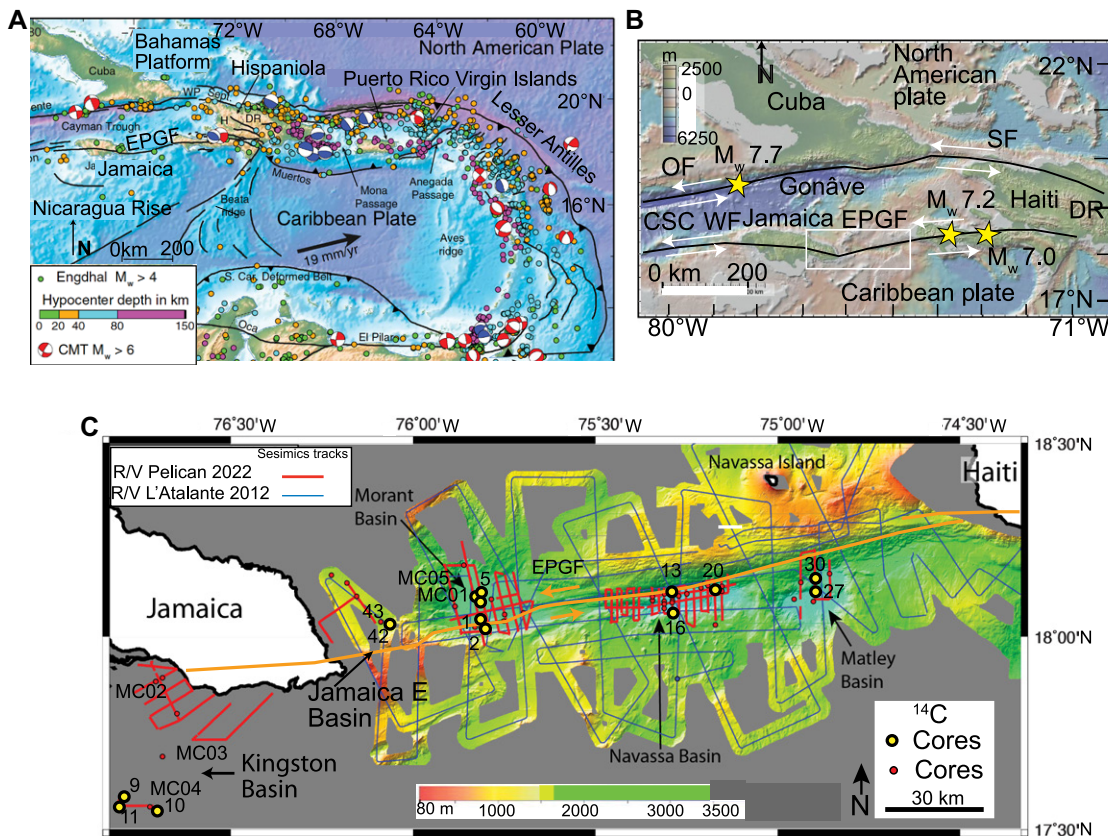 A
72°W 68°W 64°W 60°W
Bahamas
Platform
North American Plate
Cuba
Hispaniola
Puerto Rico Virgin Islands
WP Sept.
20°N
Cayman Trough
H
DR
EPGF
Lesser Antilles
Jamaica
Muertos
Mona
Passage
Anegada
Passage
16°N
Nicaragua Rise
Beata
ridge
Caribbean Plate
Aves
ridge
N
0km 200
19 mm/yr
S. Car. Deformed Belt
Engdhal Mw > 4
Hypocenter depth in km
0 20 40 80 150
CMT Mw > 6
Oca
El Pilar
B
m
2500
0
6250
N
North
American
plate
22°N
Cuba
SF
OF
Mw 7.7
Gonâve
Mw 7.2
Haiti
CSC WF Jamaica EPGF
DR
Mw 7.0
0 km 200
Caribbean plate
17°N
80°W
71°W
C
76°30'W 76°00'W 75°30'W 75°00'W 74°30'W
18°30'N
Sesimics tracks
R/V Pelican 2022
R/V L'Atalante 2012
Navassa Island
Haiti
Morant
Basin
EPGF
MC05
MC01
5
13
20
30
27
Jamaica
43
42
1
2
16
18°00'N
MC02
Jamaica E
Basin
Matley
Basin
MC03
Kingston
Basin
Navassa Basin
14C
Cores
Cores
9
MC04
11
10
80 m 1000 2000 3000 3500
N
30 km
17°30'N